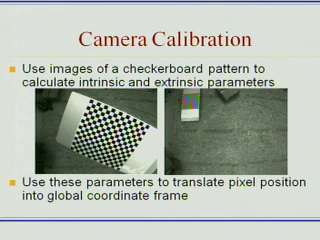 Camera Calibration
Use images of a checkerboard pattern to
calculate intrinsic and extrinsic parameters
Use these parameters to translate pixel position
into global coordinate frame